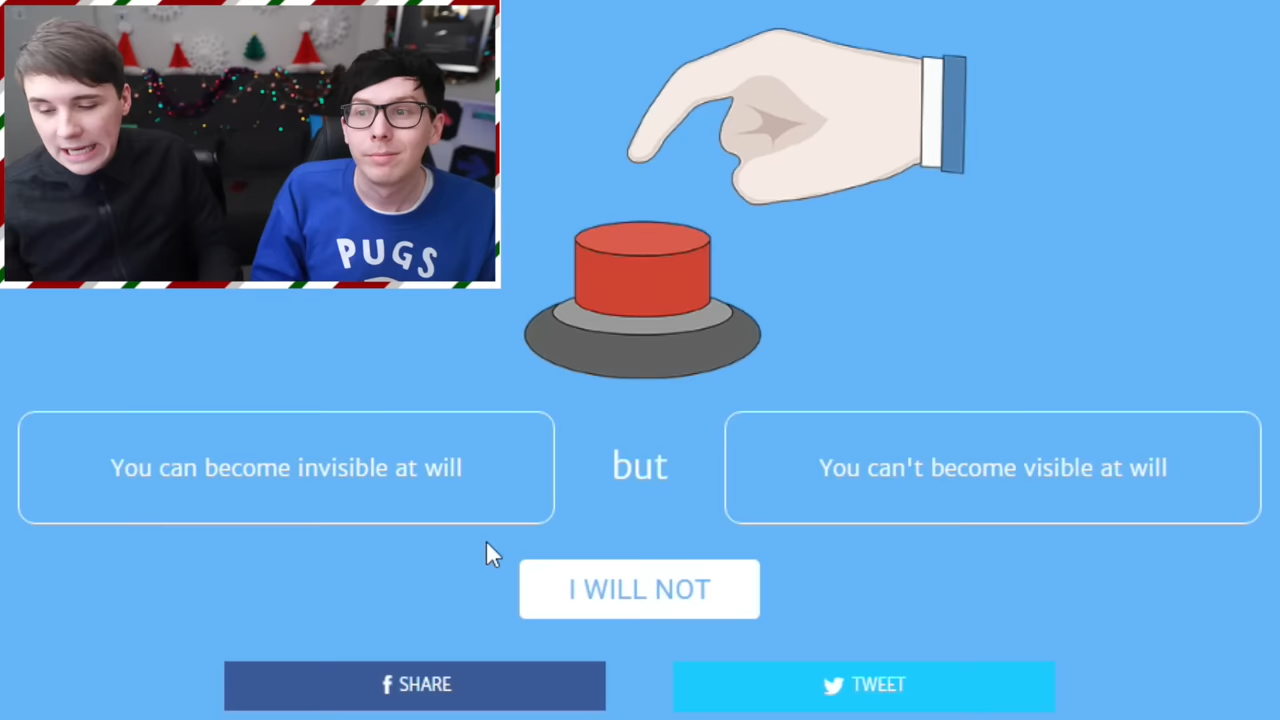 PUGS
You can become invisible at will
but
You can't become visible at will
I WILL NOT
f SHARE
TWEET